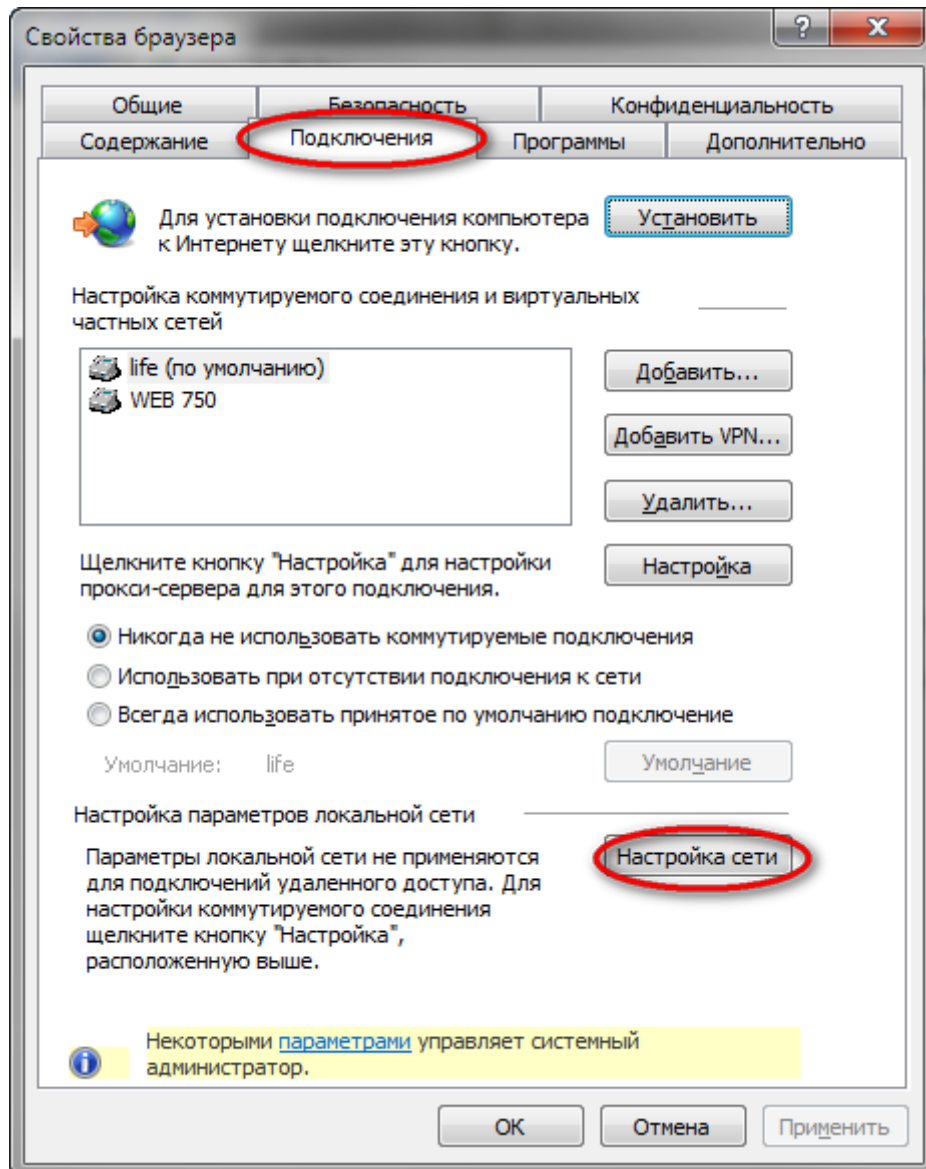 Свойства браузера
Общие
Безопасность
Конфиденциальность
Содержание
Подключения
Программы
Дополнительно
Для установки подключения компьютера
к Интернету щелкните эту кнопку.
Установить
Настройка коммутируемого соединения и виртуальных
частных сетей
life (по умолчанию)
WEB 750
Добавить...
Добавить VPN...
Удалить...
Щелкните кнопку "Настройка" для настройки
прокси-сервера для этого подключения.
Настройка
Никогда не использовать коммутируемые подключения
Использовать при отсутствии подключения к сети
Всегда использовать принятое по умолчанию подключение
Умолчание: life
Умолчание
Настройка параметров локальной сети
Параметры локальной сети не применяются
для подключений удаленного доступа. Для
настройки коммутируемого соединения
щелкните кнопку "Настройка",
расположенную выше.
Настройка сети
Некоторыми параметрами управляет системный
администратор.
ОК
Отмена
Применить